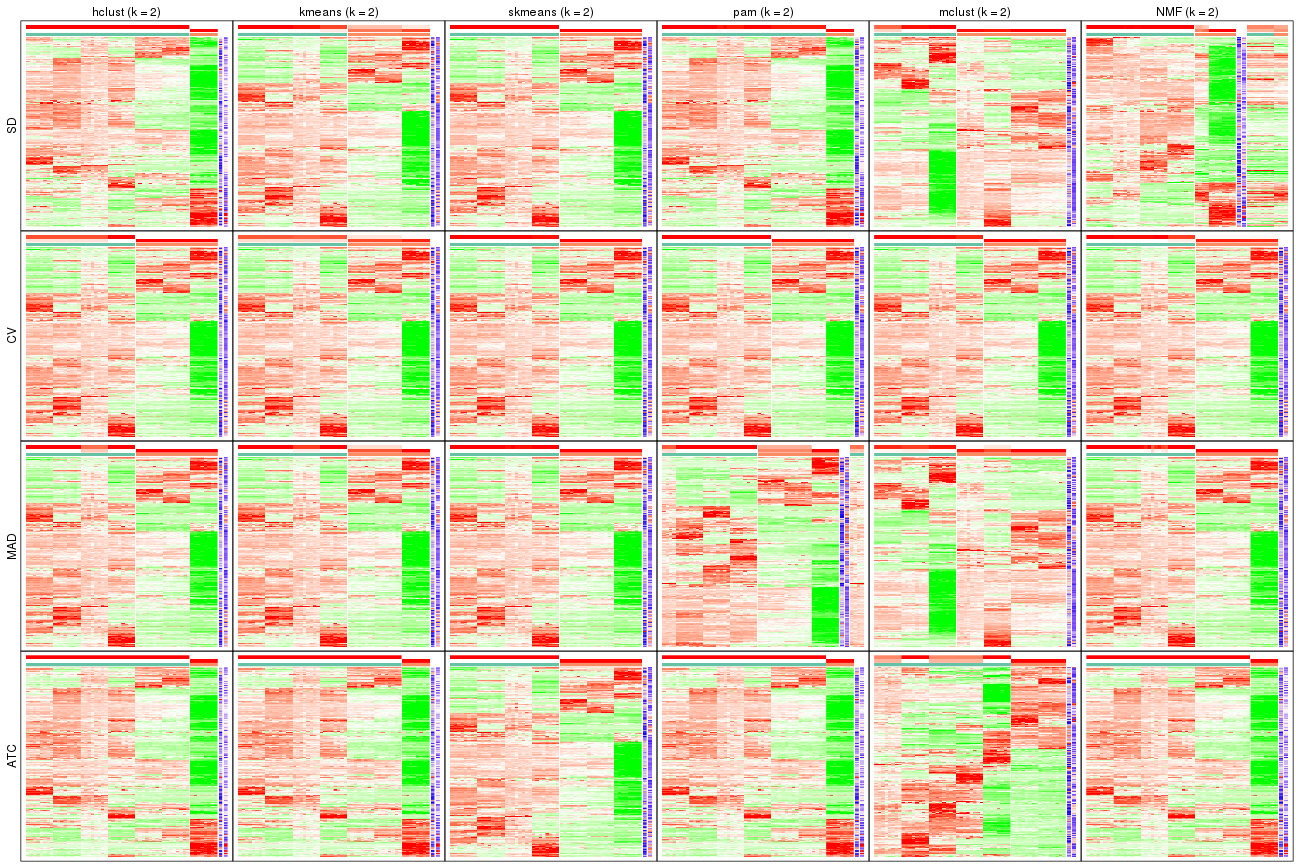 hclust (k = 2)
kmeans (k = 2)
skmeans (k = 2)
pam (k = 2)
mclust (k = 2)
NMF (k = 2)
SD
CV
MAD
ATC